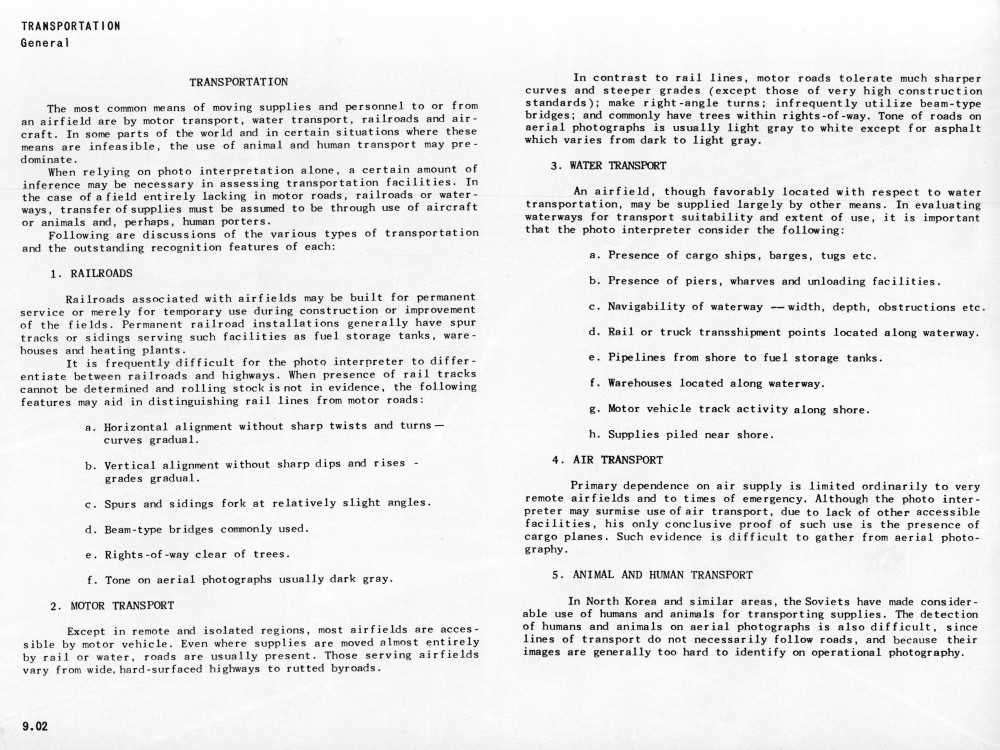 TRANSPORTATION
General
TRANSPORTATION
The most common means of moving supplies and personnel to or from
an airfield are by motor transport, water transport, railroads and air-
craft. In some parts of the world and in certain situations where these
means are infeasible, the use of animal and human transport may pre-
dominate.
When relying on photo interpretation alone, a certain amount of
inference may be necessary in assessing transportation facilities. In
the case of a field entirely lacking in motor roads, railroads or water-
ways, transfer of supplies must be assumed to be through use of aircraft
or animals and, perhaps, human porters.
Following are discussions of the various types of transportation
and the outstanding recognition features of each:
1. RAILROADS
Railroads associated with airfields may be built for permanent
service or merely for temporary use during construction or improvement
of the fields. Permanent railroad installations generally have spur
tracks or sidings serving such facilities as fuel storage tanks, ware-
houses and heating plants.
It is frequently difficult for the photo interpreter to differ-
entiate between railroads and highways. When presence of rail tracks
cannot be determined and rolling stock is not in evidence, the following
features may aid in distinguishing rail lines from motor roads:
a. Horizontal alignment without sharp twists and turns —
curves gradual.
b. Vertical alignment without sharp dips and rises -
grades gradual.
c. Spurs and sidings fork at relatively slight angles.
d. Beam-type bridges commonly used.
e. Rights-of-way clear of trees.
f. Tone on aerial photographs usually dark gray.
2. MOTOR TRANSPORT
Except in remote and isolated regions, most airfields are acces-
sible by motor vehicle. Even where supplies are moved almost entirely
by rail or water, roads are usually present. Those serving airfields
vary from wide, hard-surfaced highways to rutted byroads.
9.02
In contrast to rail lines, motor roads tolerate much sharper
curves and steeper grades (except those of very high construction
standards); make right-angle turns; infrequently utilize beam-type
bridges; and commonly have trees within rights-of-way. Tone of roads on
aerial photographs is usually light gray to white except for asphalt
which varies from dark to light gray.
3. WATER TRANSPORT
An airfield, though favorably located with respect to water
transportation, may be supplied largely by other means. In evaluating
waterways for transport suitability and extent of use, it is important
that the photo interpreter consider the following:
a. Presence of cargo ships, barges, tugs etc.
b. Presence of piers, wharves and unloading facilities.
c. Navigability of waterway — width, depth, obstructions etc.
d. Rail or truck transshipment points located along waterway.
e. Pipelines from shore to fuel storage tanks.
f. Warehouses located along waterway.
g. Motor vehicle track activity along shore.
h. Supplies piled near shore.
4. AIR TRANSPORT
Primary dependence on air supply is limited ordinarily to very
remote airfields and to times of emergency. Although the photo inter-
preter may surmise use of air transport, due to lack of other accessible
facilities, his only conclusive proof of such use is the presence of
cargo planes. Such evidence is difficult to gather from aerial photo-
graphy.
5. ANIMAL AND HUMAN TRANSPORT
In North Korea and similar areas, the Soviets have made consider-
able use of humans and animals for transporting supplies. The detection
of humans and animals on aerial photographs is also difficult, since
lines of transport do not necessarily follow roads, and because their
images are generally too hard to identify on operational photography.